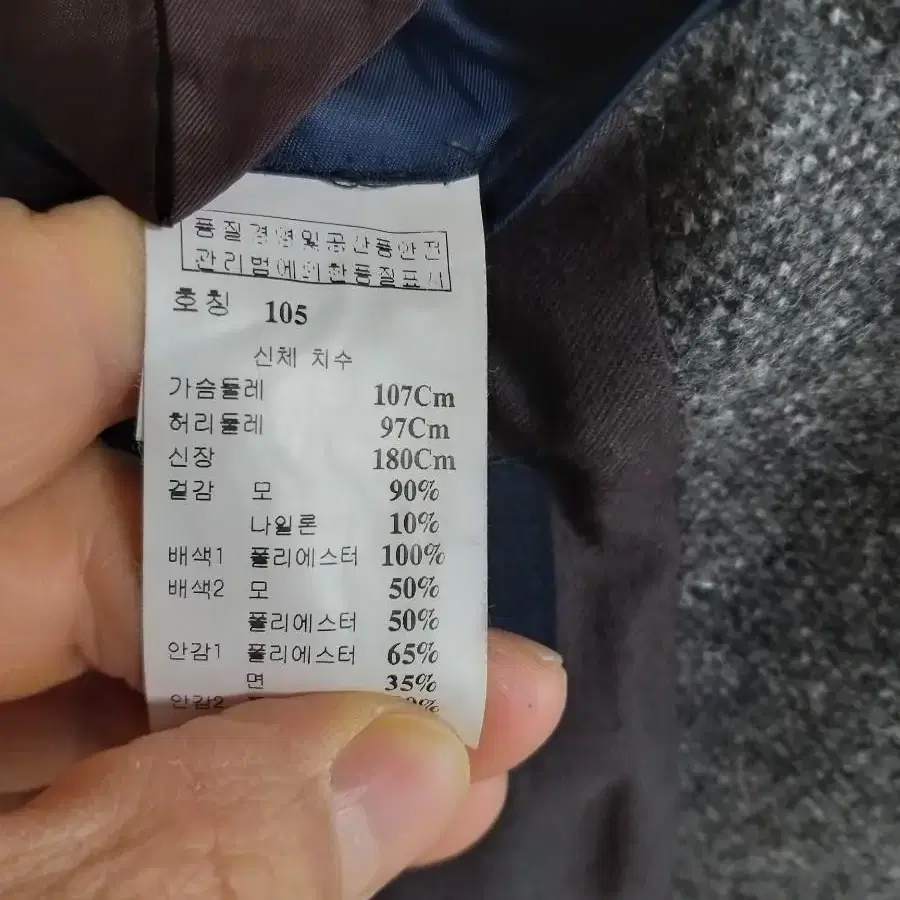 품질경영및공산품안전
관리법에의한품질표시
호칭 105
신체 치수
가슴둘레 107Cm
허리둘레 97Cm
신장 180Cm
겉감 모 90%
나일론 10%
배색1 폴리에스터 100%
배색2 모 50%
폴리에스터 50%
안감1 폴리에스터 65%
면 35%
안감2